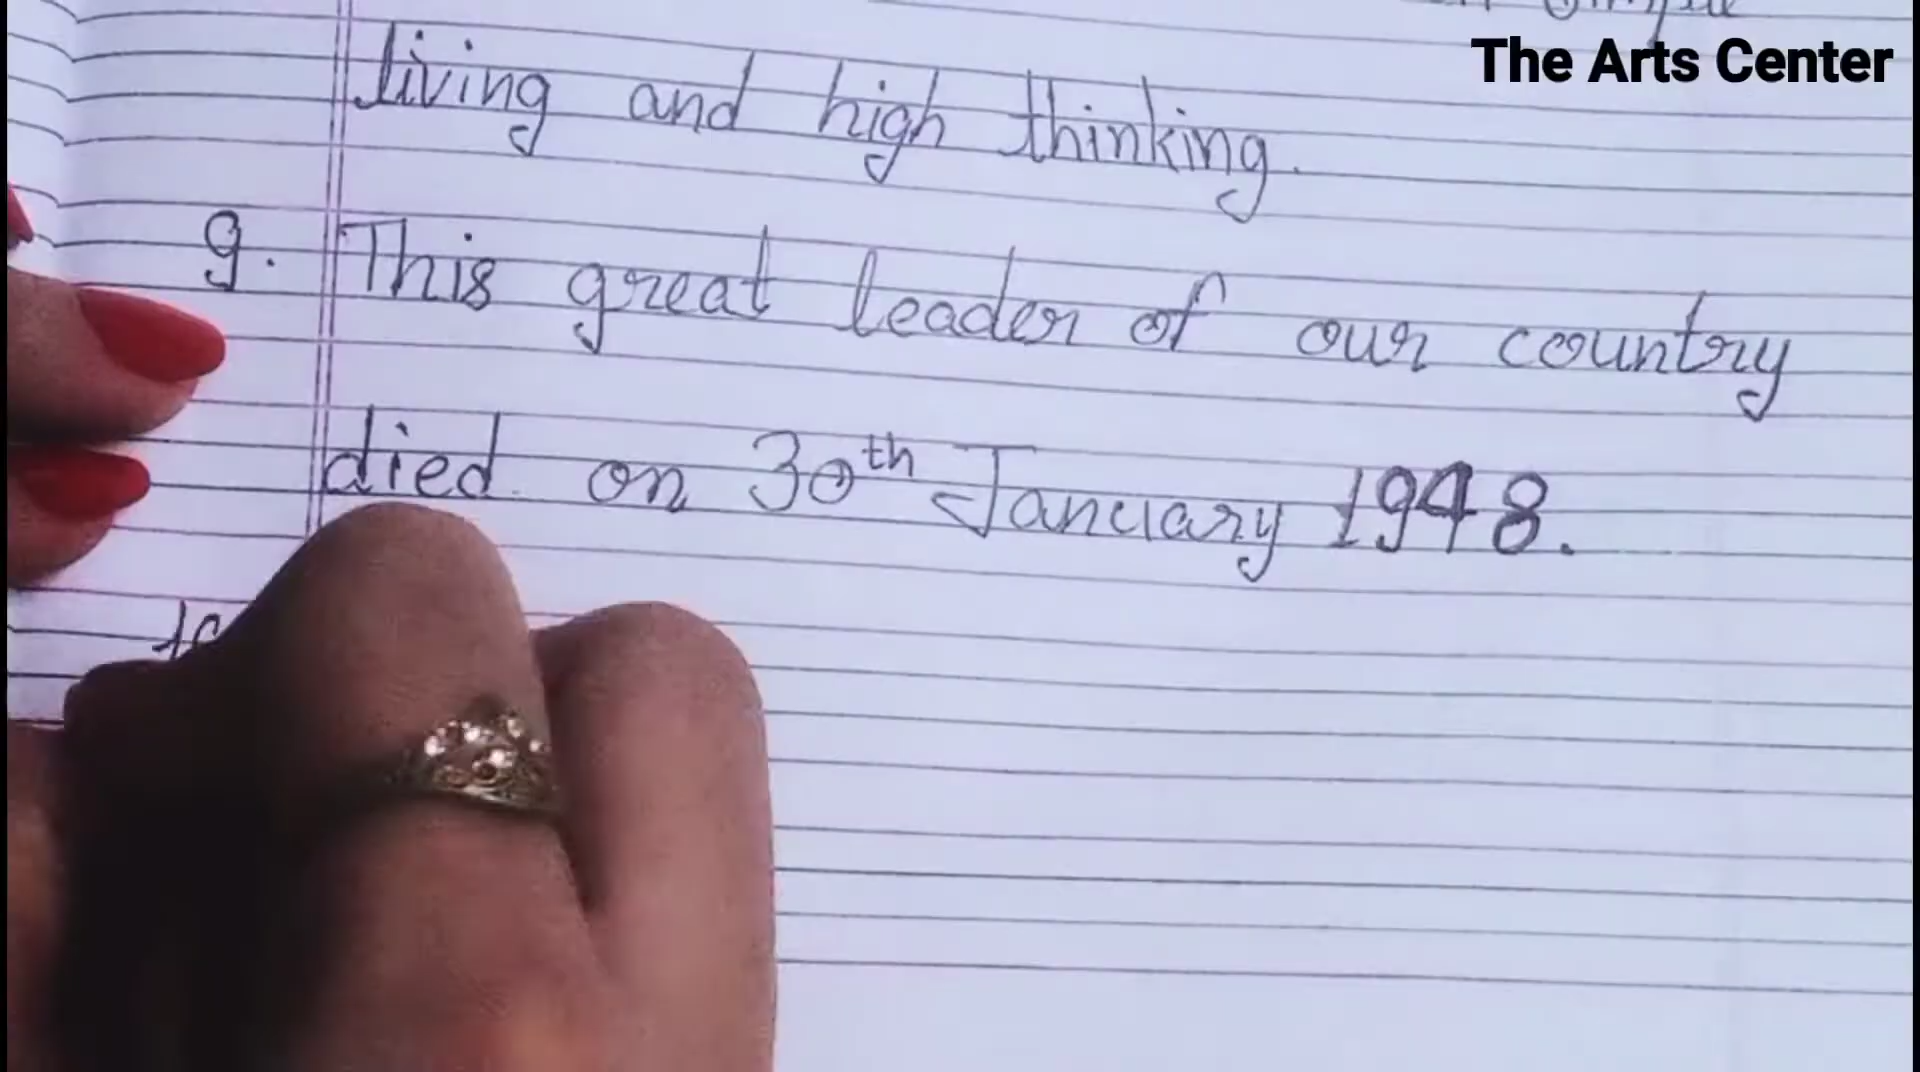 The Arts Center
living and high thinking.
9. This great leader of our country
died on 30th January 1948.